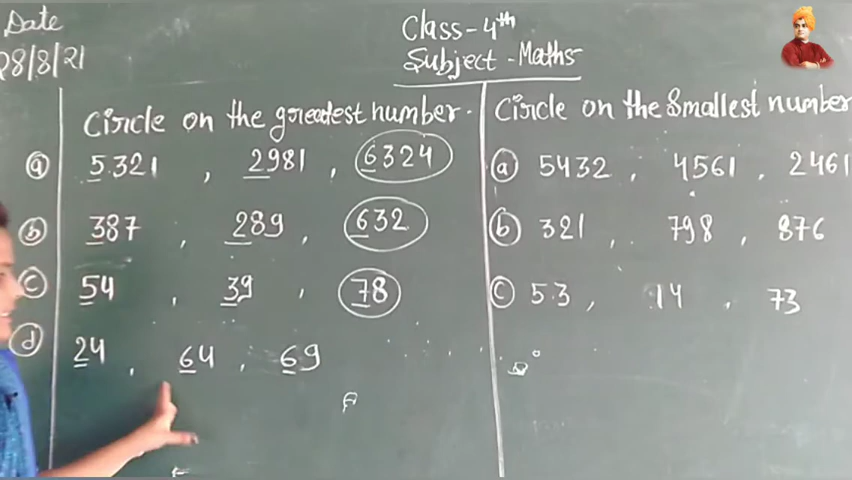 Date
28/8/21
Class-4th
Subject-Maths
Circle on the greatest number.
(a) 5321, 2981, 6324
(b) 387, 289, 632
(c) 54, 39, 78
(d) 24, 64, 69
Circle on the Smallest number
(a) 5432, 4561, 2461
(b) 321, 798, 876
(c) 53, 14, 73